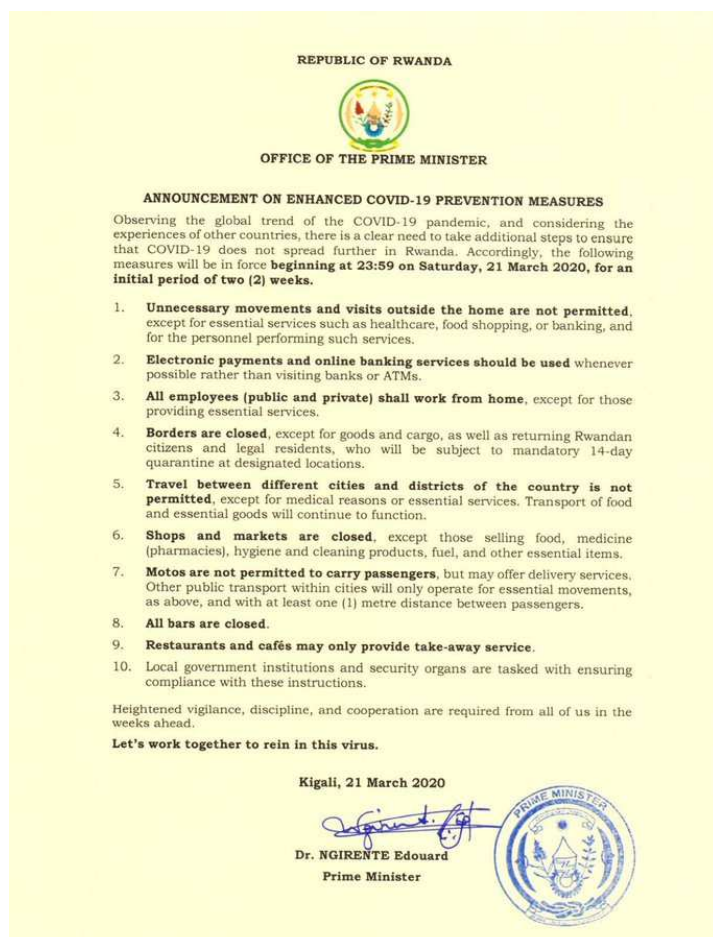 REPUBLIC OF RWANDA
OFFICE OF THE PRIME MINISTER
ANNOUNCEMENT ON ENHANCED COVID-19 PREVENTION MEASURES
Observing the global trend of the COVID-19 pandemic, and considering the
experiences of other countries, there is a clear need to take additional steps to ensure
that COVID-19 does not spread further in Rwanda. Accordingly, the following
measures will be in force beginning at 23:59 on Saturday, 21 March 2020, for an
initial period of two (2) weeks.
1. Unnecessary movements and visits outside the home are not permitted,
except for essential services such as healthcare, food shopping, or banking, and
for the personnel performing such services.
2. Electronic payments and online banking services should be used whenever
possible rather than visiting banks or ATMs.
3. All employees (public and private) shall work from home, except for those
providing essential services.
4. Borders are closed, except for goods and cargo, as well as returning Rwandan
citizens and legal residents, who will be subject to mandatory 14-day
quarantine at designated locations.
5. Travel between different cities and districts of the country is not
permitted, except for medical reasons or essential services. Transport of food
and essential goods will continue to function.
6. Shops and markets are closed, except those selling food, medicine
(pharmacies), hygiene and cleaning products, fuel, and other essential items.
7. Motos are not permitted to carry passengers, but may offer delivery services.
Other public transport within cities will only operate for essential movements,
as above, and with at least one (1) metre distance between passengers.
8. All bars are closed.
9. Restaurants and cafés may only provide take-away service.
10. Local government institutions and security organs are tasked with ensuring
compliance with these instructions.
Heightened vigilance, discipline, and cooperation are required from all of us in the
weeks ahead.
Let's work together to rein in this virus.
Kigali, 21 March 2020
Dr. NGIRENTE Edouard
Prime Minister
PRIME MINISTER